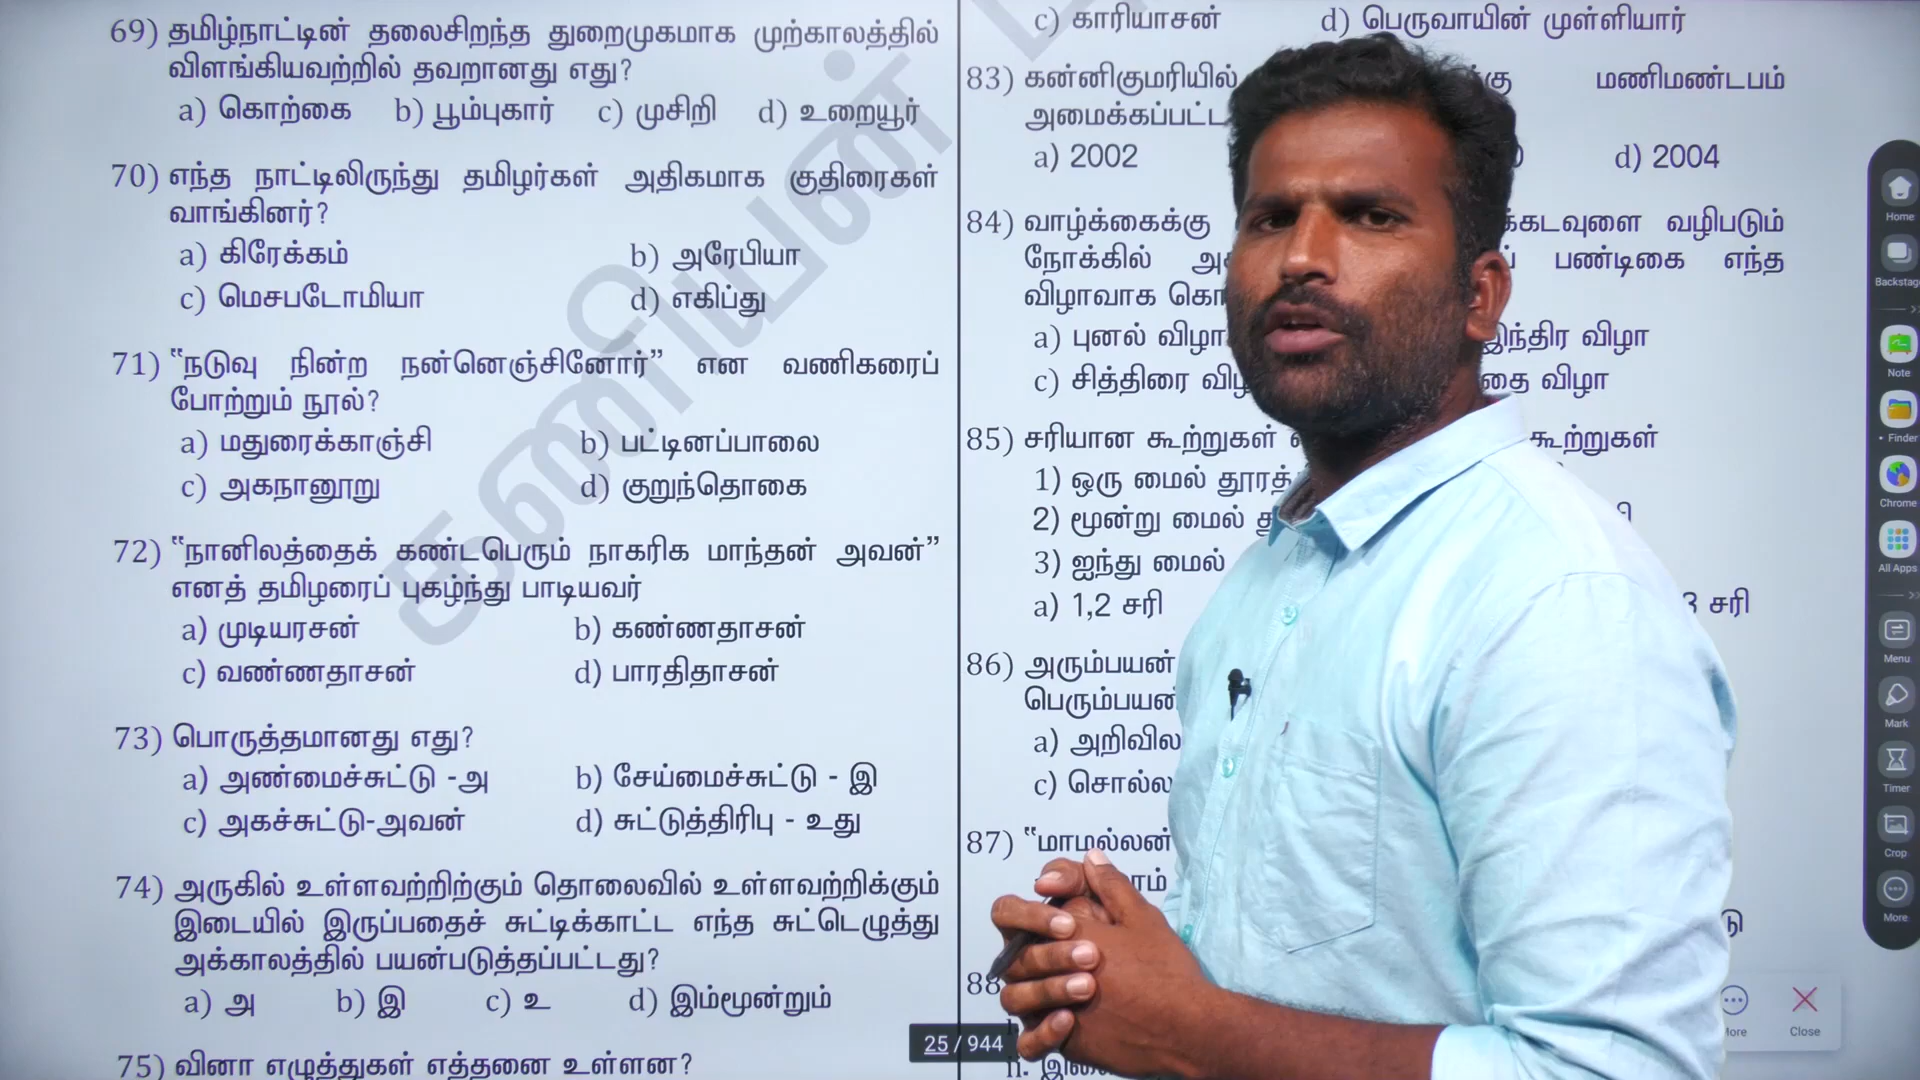 69) தமிழ்நாட்டின் தலைசிறந்த துறைமுகமாக முற்காலத்தில்
விளங்கியவற்றில் தவறானது எது?
a) கொற்கை b) பூம்புகார் c) முசிறி d) உறையூர்
70) எந்த நாட்டிலிருந்து தமிழர்கள் அதிகமாக குதிரைகள்
வாங்கினர்?
a) கிரேக்கம் b) அரேபியா
c) மெசபடோமியா d) எகிப்து
71) “நடுவு நின்ற நன்னெஞ்சினோர்” என வணிகரைப்
போற்றும் நூல்?
a) மதுரைக்காஞ்சி b) பட்டினப்பாலை
c) அகநானூறு d) குறுந்தொகை
72) “நானிலத்தைக் கண்டபெரும் நாகரிக மாந்தன் அவன்”
எனத் தமிழரைப் புகழ்ந்து பாடியவர்
a) முடியரசன் b) கண்ணதாசன்
c) வண்ணதாசன் d) பாரதிதாசன்
73) பொருத்தமானது எது?
a) அண்மைச்சுட்டு -அ b) சேய்மைச்சுட்டு - இ
c) அகச்சுட்டு-அவன் d) சுட்டுத்திரிபு - உது
74) அருகில் உள்ளவற்றிற்கும் தொலைவில் உள்ளவற்றிக்கும்
இடையில் இருப்பதைச் சுட்டிக்காட்ட எந்த சுட்டெழுத்து
அக்காலத்தில் பயன்படுத்தப்பட்டது?
a) அ b) இ c) உ d) இம்மூன்றும்
75) வினா எழுத்துகள் எத்தனை உள்ளன?
c) காரியாசன் d) பெருவாயின் முள்ளியார்
83) கன்னிகுமரியில் மணிமண்டபம்
அமைக்கப்பட்ட
a) 2002 d) 2004
84) வாழ்க்கைக்கு க்கடவுளை வழிபடும்
நோக்கில் பண்டிகை எந்த
விழாவாக
a) புனல் விழா இந்திர விழா
c) சித்திரை தை விழா
85) சரியான கூற்றுகள் கூற்றுகள்
1) ஒரு மைல்
2) மூன்று மைல்
3) ஐந்து மைல்
a) 1,2 சரி 3 சரி
86) அரும்பயன்
பெரும்பயன்
a) அறிவில
c) சொல்ல
87) “மாமல்லன்
88
ii.
25 / 944
Home
Backstag
Note
Finder
Chrome
All Apps
Menu
Mark
Timer
Crop
More
More
Close
கணியன்